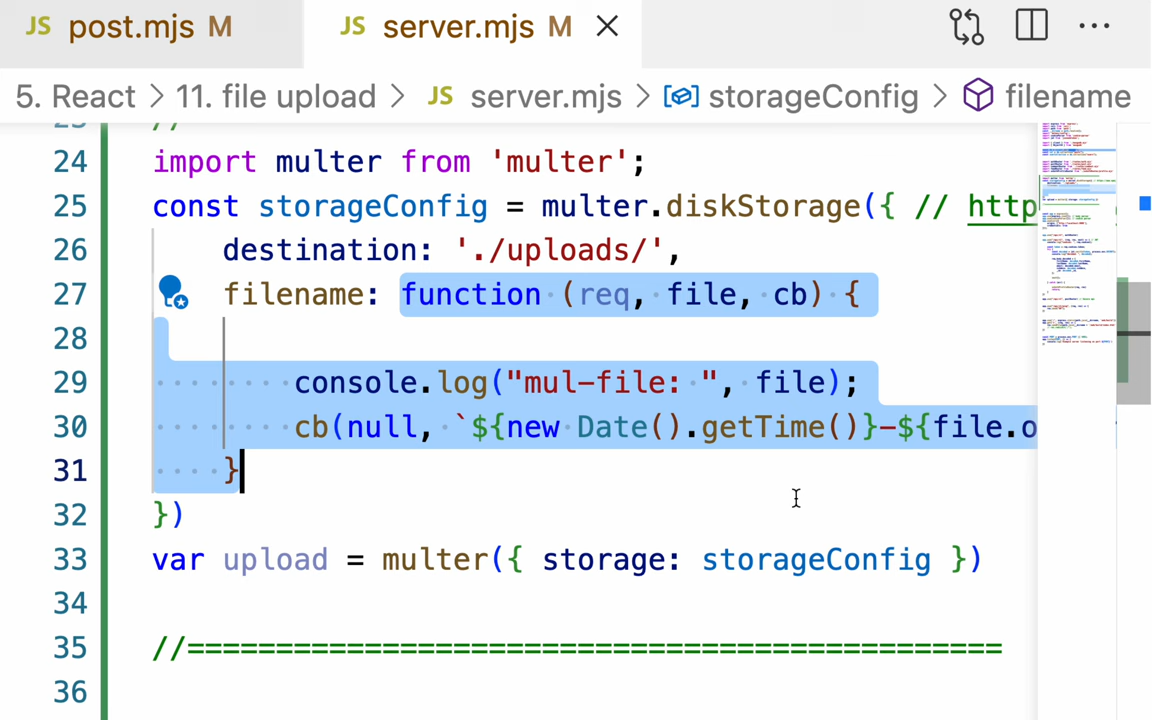 JS post.mjs M JS server.mjs M
5. React > 11. file upload > JS server.mjs > storageConfig > filename
24 import multer from 'multer';
25 const storageConfig = multer.diskStorage({ // http
26 destination: './uploads/',
27 filename: function (req, file, cb) {
28
29 console.log("mul-file: ", file);
30 cb(null, `${new Date().getTime()}-${file.o
31 }
32 })
33 var upload = multer({ storage: storageConfig })
34
35 //==============================================
36